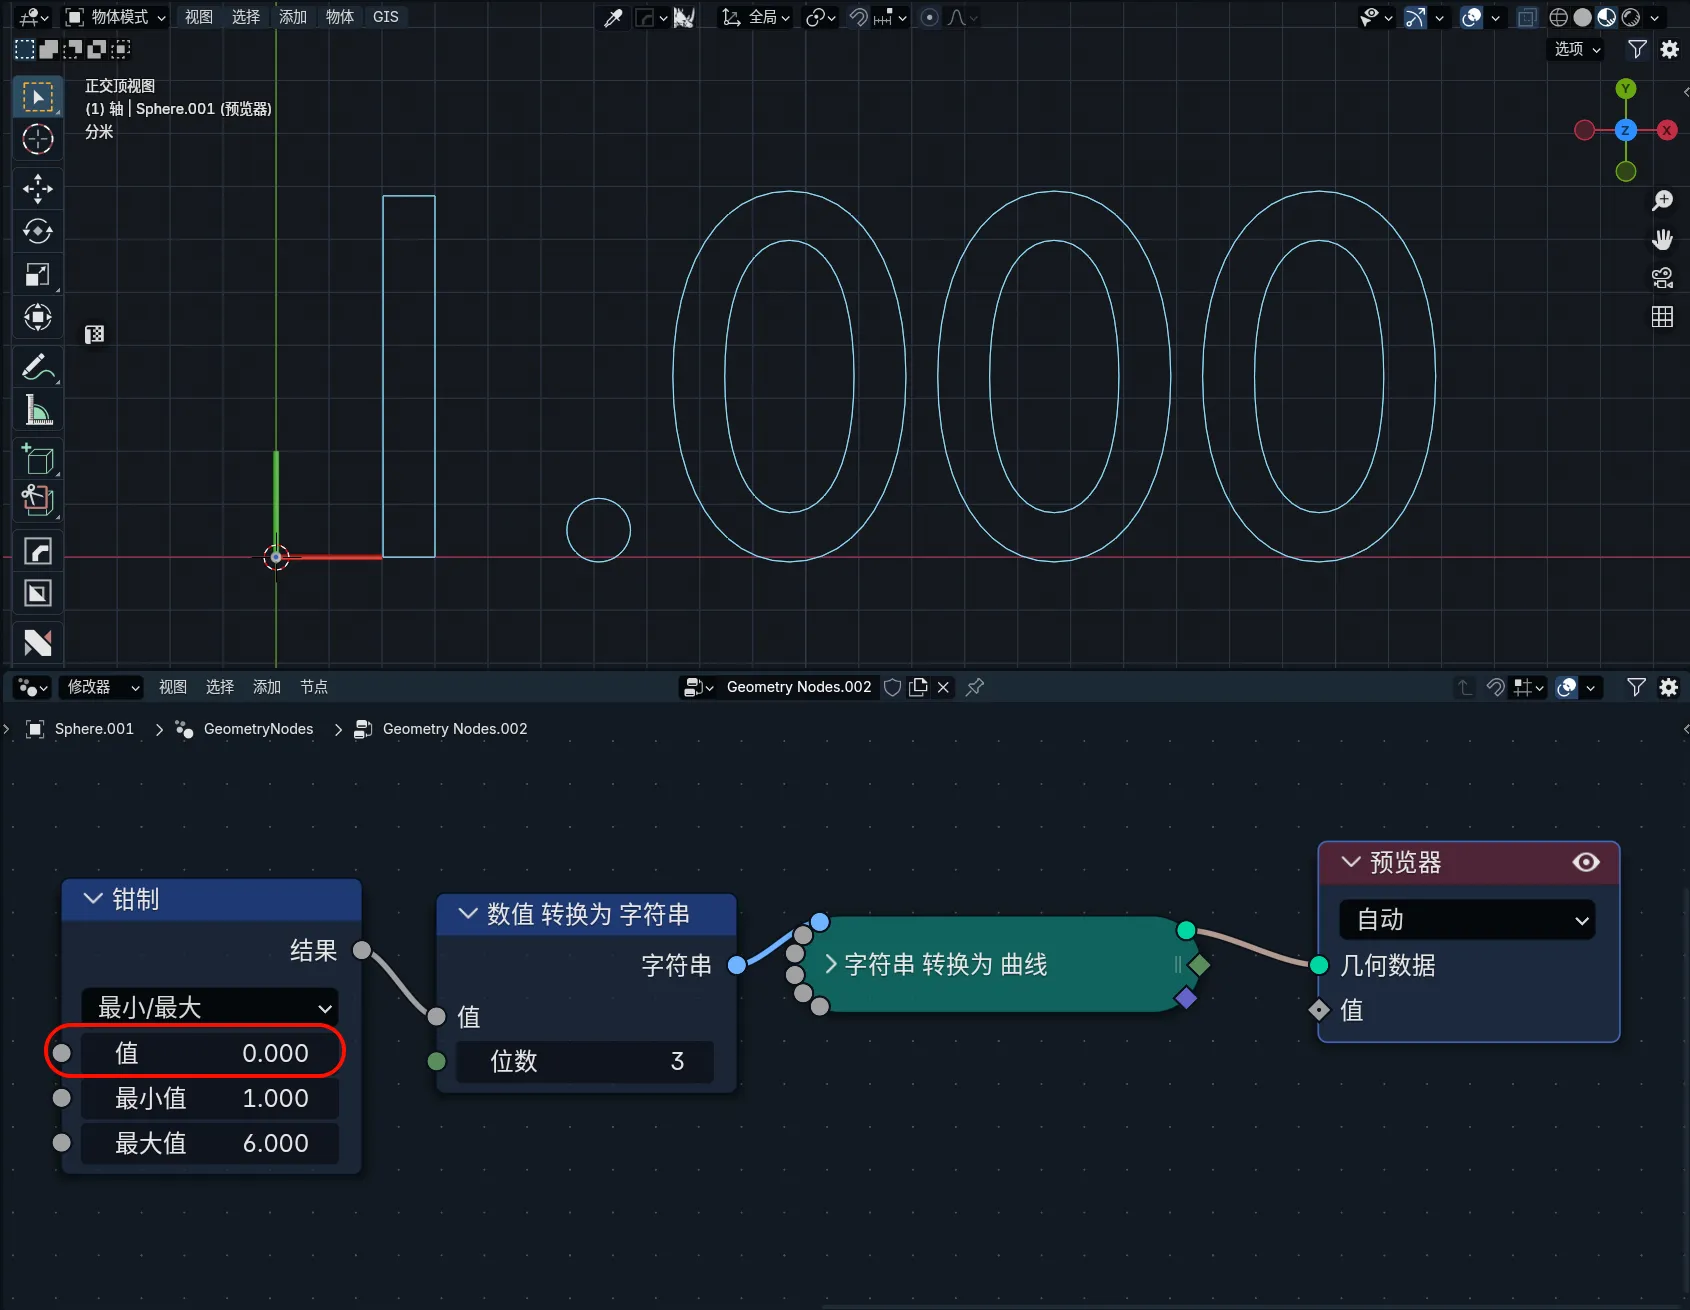 物体模式 视图 选择 添加 物体 GIS 全局
选项
正交顶视图
(1) 轴 | Sphere.001 (预览器)
分米
Y
Z X
1.000
修改器 视图 选择 添加 节点 Geometry Nodes.002
Sphere.001 GeometryNodes Geometry Nodes.002
钳制
结果
最小/最大
值 0.000
最小值 1.000
最大值 6.000
数值 转换为 字符串
字符串
值
位数 3
字符串 转换为 曲线
预览器
自动
几何数据
值